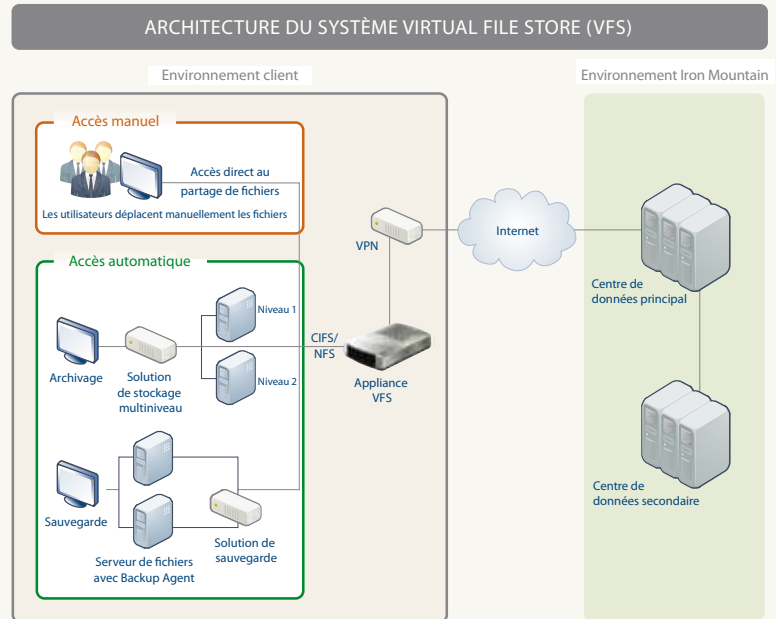 ARCHITECTURE DU SYSTÈME VIRTUAL FILE STORE (VFS)
Environnement client
Environnement Iron Mountain
Accès manuel
Accès direct au
partage de fichiers
Les utilisateurs déplacent manuellement les fichiers
Accès automatique
Niveau 1
Archivage
Solution
de stockage
multiniveau
Niveau 2
CIFS/
NFS
VPN
Appliance
VFS
Internet
Centre de
données principal
Sauvegarde
Serveur de fichiers
avec Backup Agent
Solution de
sauvegarde
Centre de
données secondaire